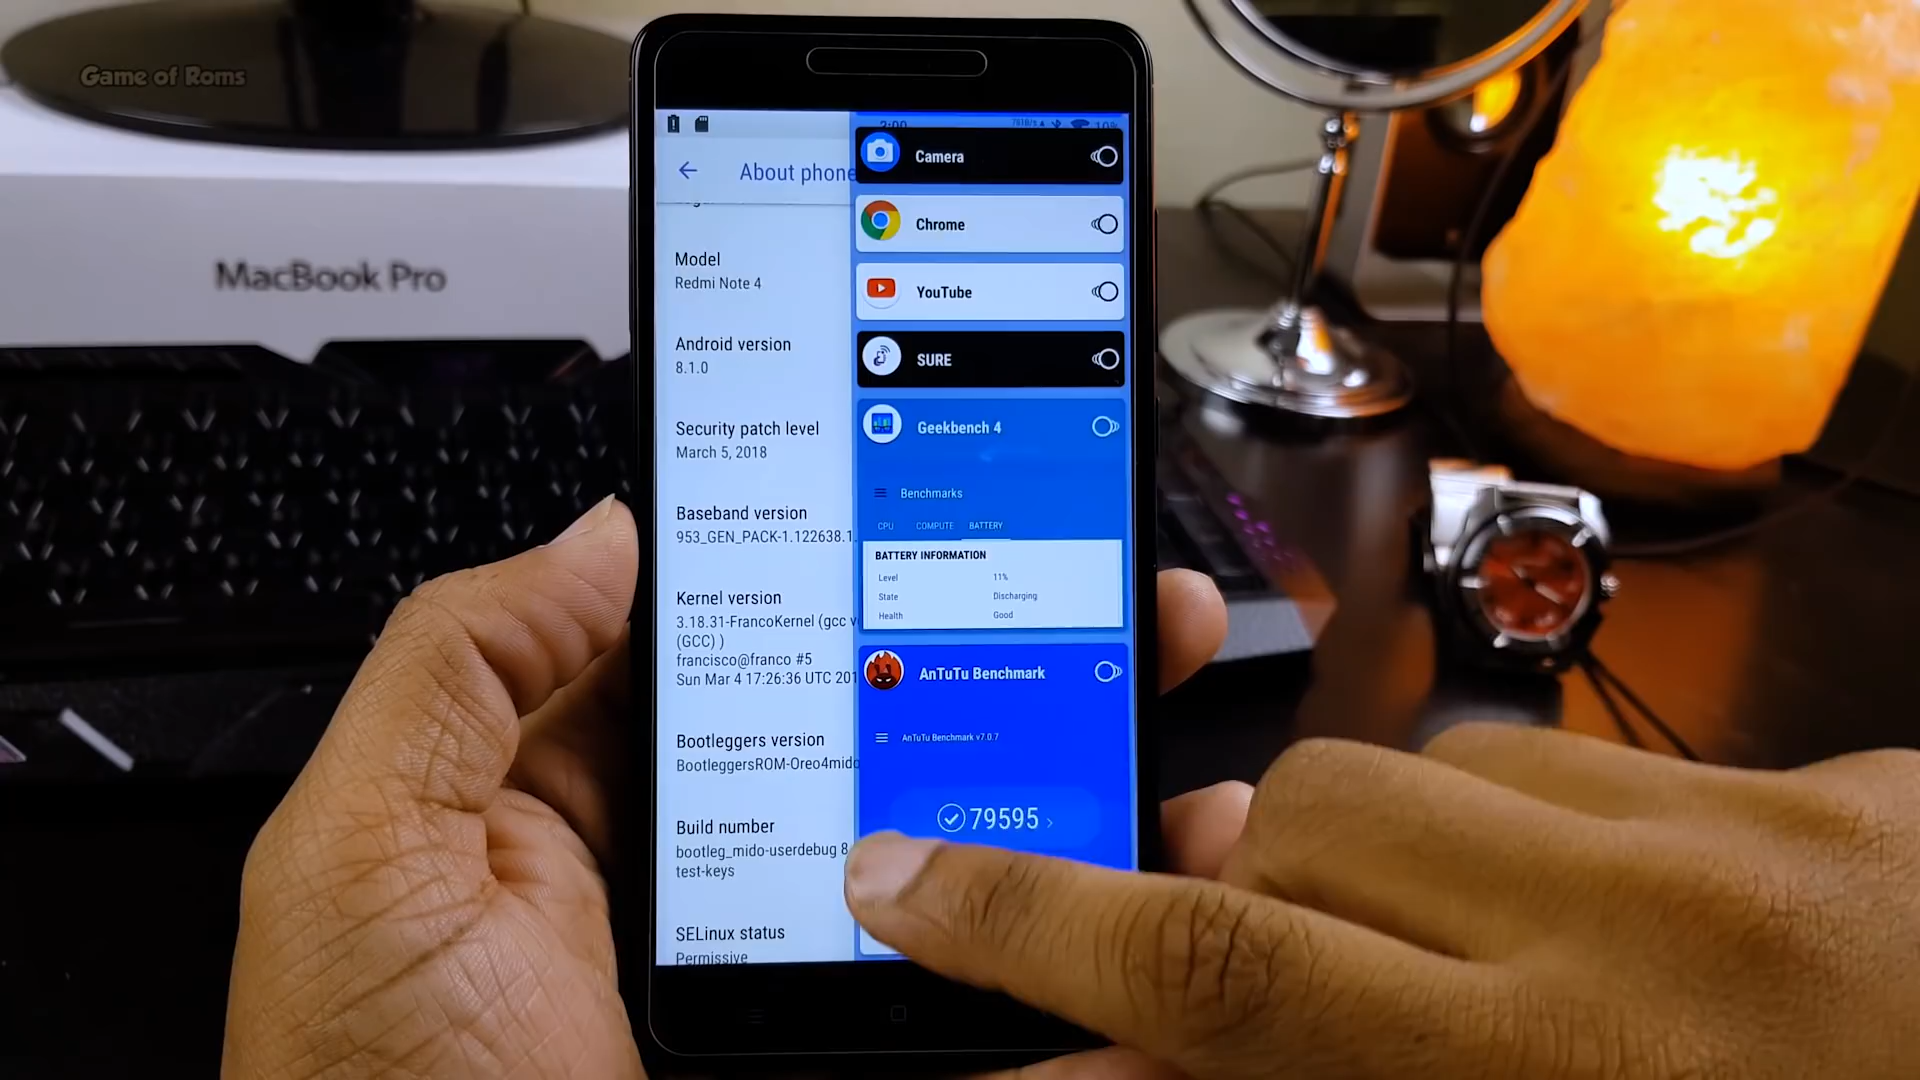 Game of Roms
MacBook Pro
About phone
Model
Redmi Note 4
Android version
8.1.0
Security patch level
March 5, 2018
Baseband version
953_GEN_PACK-1.122638.1.
Kernel version
3.18.31-FrancoKernel (gcc v
(GCC) )
francisco@franco #5
Sun Mar 4 17:26:36 UTC 201
Bootleggers version
BootleggersROM-Oreo4mido
Build number
bootleg_mido-userdebug 8
test-keys
SELinux status
Permissive
10%
Camera
Chrome
YouTube
SURE
Geekbench 4
Benchmarks
CPU COMPUTE BATTERY
BATTERY INFORMATION
Level 11%
State Discharging
Health Good
AnTuTu Benchmark
AnTuTu Benchmark v7.0.7
79595